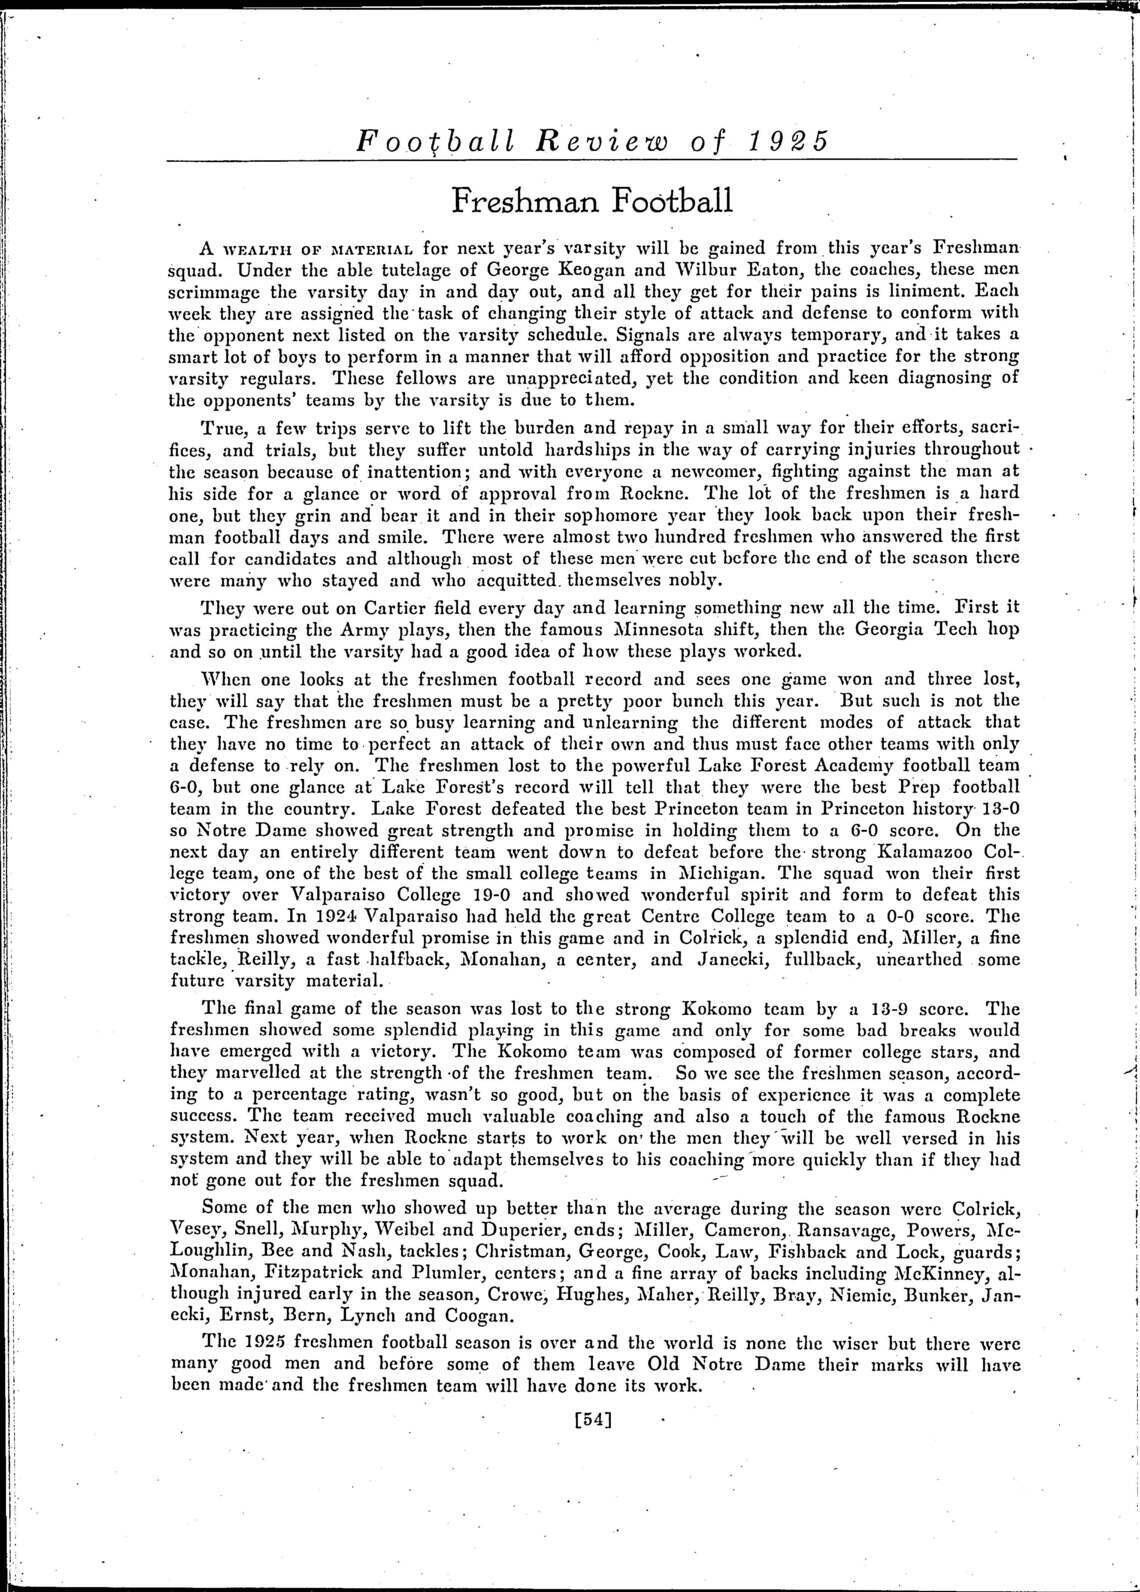 Football Review of 1925
Freshman Football
A WEALTH OF MATERIAL for next year's varsity will be gained from this year's Freshman
squad. Under the able tutelage of George Keogan and Wilbur Eaton, the coaches, these men
scrimmage the varsity day in and day out, and all they get for their pains is liniment. Each
week they are assigned the task of changing their style of attack and defense to conform with
the opponent next listed on the varsity schedule. Signals are always temporary, and it takes a
smart lot of boys to perform in a manner that will afford opposition and practice for the strong
varsity regulars. These fellows are unappreciated, yet the condition and keen diagnosing of
the opponents' teams by the varsity is due to them.
True, a few trips serve to lift the burden and repay in a small way for their efforts, sacri-
fices, and trials, but they suffer untold hardships in the way of carrying injuries throughout
the season because of inattention; and with everyone a newcomer, fighting against the man at
his side for a glance or word of approval from Rockne. The lot of the freshmen is a hard
one, but they grin and bear it and in their sophomore year they look back upon their fresh-
man football days and smile. There were almost two hundred freshmen who answered the first
call for candidates and although most of these men were cut before the end of the season there
were many who stayed and who acquitted themselves nobly.
They were out on Cartier field every day and learning something new all the time. First it
was practicing the Army plays, then the famous Minnesota shift, then the Georgia Tech hop
and so on until the varsity had a good idea of how these plays worked.
When one looks at the freshmen football record and sees one game won and three lost,
they will say that the freshmen must be a pretty poor bunch this year. But such is not the
case. The freshmen are so busy learning and unlearning the different modes of attack that
they have no time to perfect an attack of their own and thus must face other teams with only
a defense to rely on. The freshmen lost to the powerful Lake Forest Academy football team
6-0, but one glance at Lake Forest's record will tell that they were the best Prep football
team in the country. Lake Forest defeated the best Princeton team in Princeton history 13-0
so Notre Dame showed great strength and promise in holding them to a 6-0 score. On the
next day an entirely different team went down to defeat before the strong Kalamazoo Col-
lege team, one of the best of the small college teams in Michigan. The squad won their first
victory over Valparaiso College 19-0 and showed wonderful spirit and form to defeat this
strong team. In 1924 Valparaiso had held the great Centre College team to a 0-0 score. The
freshmen showed wonderful promise in this game and in Colrick, a splendid end, Miller, a fine
tackle, Reilly, a fast halfback, Monahan, a center, and Janecki, fullback, unearthed some
future varsity material.
The final game of the season was lost to the strong Kokomo team by a 13-9 score. The
freshmen showed some splendid playing in this game and only for some bad breaks would
have emerged with a victory. The Kokomo team was composed of former college stars, and
they marvelled at the strength of the freshmen team. So we see the freshmen season, accord-
ing to a percentage rating, wasn't so good, but on the basis of experience it was a complete
success. The team received much valuable coaching and also a touch of the famous Rockne
system. Next year, when Rockne starts to work on the men they will be well versed in his
system and they will be able to adapt themselves to his coaching more quickly than if they had
not gone out for the freshmen squad.
Some of the men who showed up better than the average during the season were Colrick,
Vesey, Snell, Murphy, Weibel and Duperier, ends; Miller, Cameron, Ransavage, Powers, Mc-
Loughlin, Bee and Nash, tackles; Christman, George, Cook, Law, Fishback and Lock, guards;
Monahan, Fitzpatrick and Plumler, centers; and a fine array of backs including McKinney, al-
though injured early in the season, Crowe, Hughes, Maher, Reilly, Bray, Niemic, Bunker, Jan-
ecki, Ernst, Bern, Lynch and Coogan.
The 1925 freshmen football season is over and the world is none the wiser but there were
many good men and before some of them leave Old Notre Dame their marks will have
been made and the freshmen team will have done its work.
[54]